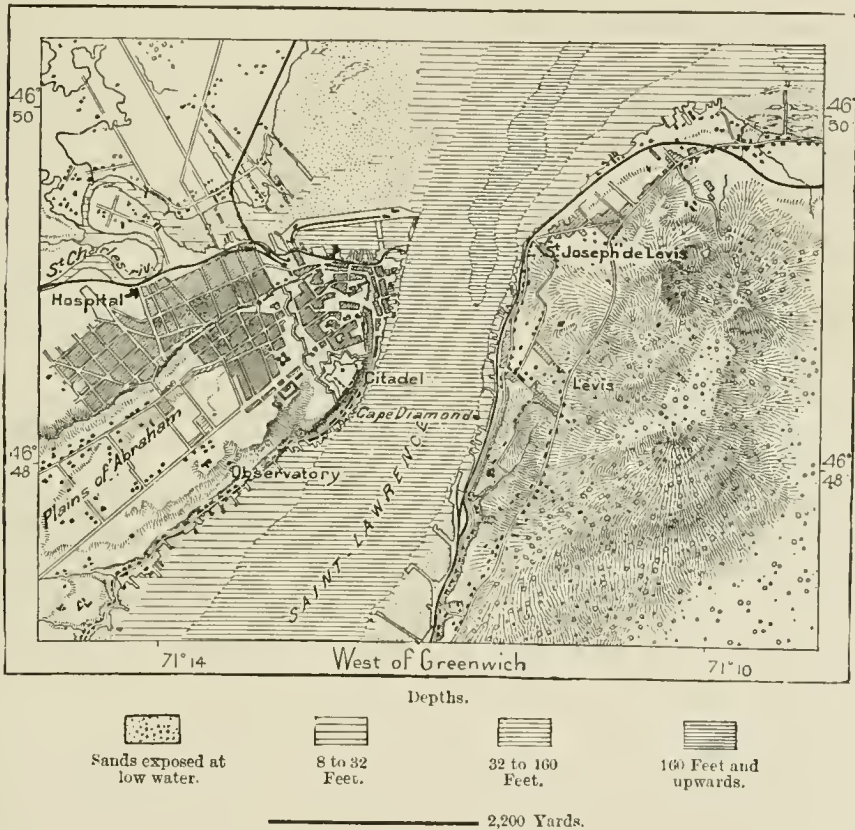 46°
50'
46°
50'
St Charles riv.
Hospital
St Joseph de Levis
Citadel
Levis
Cape Diamond
Plains of Abraham
Observatory
46°
48'
46°
48'
SAINT-LAWRENCE
71°14
West of Greenwich
71°10
Depths.
Sands exposed at
low water.
8 to 32
Feet.
32 to 160
Feet.
160 Feet and
upwards.
2,200 Yards.